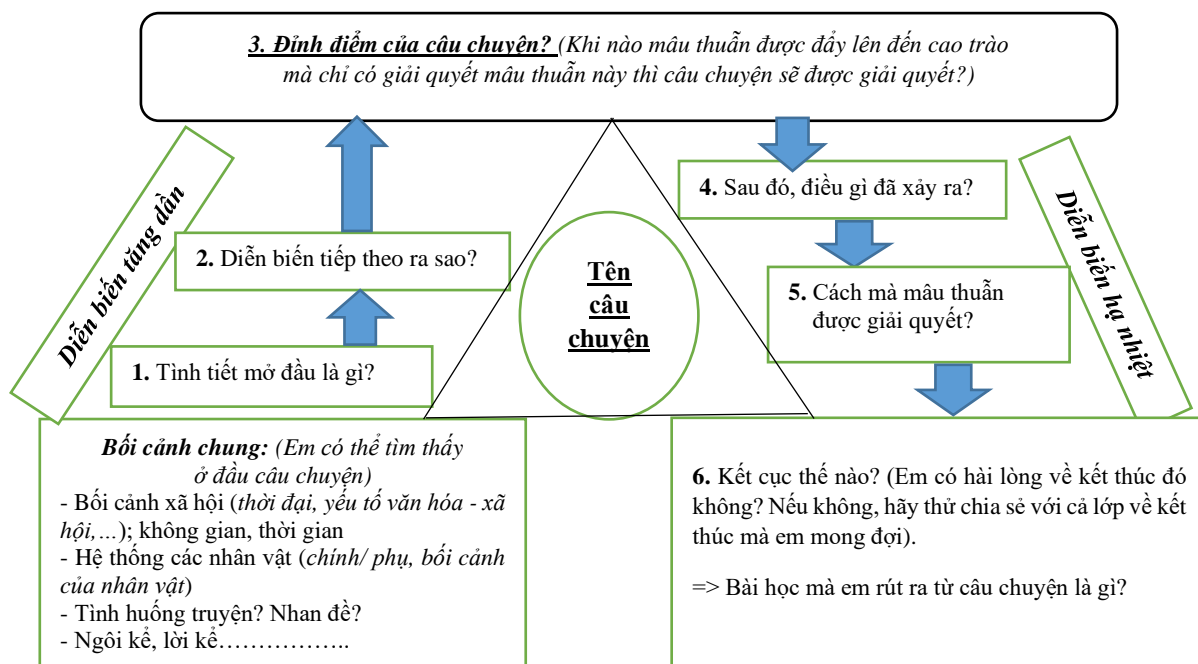 3. Đỉnh điểm của câu chuyện? (Khi nào mâu thuẫn được đẩy lên đến cao trào
mà chỉ có giải quyết mâu thuẫn này thì câu chuyện sẽ được giải quyết?)
Diễn biến tăng dần
2. Diễn biến tiếp theo ra sao?
1. Tình tiết mở đầu là gì?
Bối cảnh chung: (Em có thể tìm thấy
ở đầu câu chuyện)
- Bối cảnh xã hội (thời đại, yếu tố văn hóa - xã
hội,…); không gian, thời gian
- Hệ thống các nhân vật (chính/ phụ, bối cảnh
của nhân vật)
- Tình huống truyện? Nhan đề?
- Ngôi kể, lời kể……………..
Tên
câu
chuyện
4. Sau đó, điều gì đã xảy ra?
5. Cách mà mâu thuẫn
được giải quyết?
Diễn biến hạ nhiệt
6. Kết cục thế nào? (Em có hài lòng về kết thúc đó
không? Nếu không, hãy thử chia sẻ với cả lớp về kết
thúc mà em mong đợi).
=> Bài học mà em rút ra từ câu chuyện là gì?